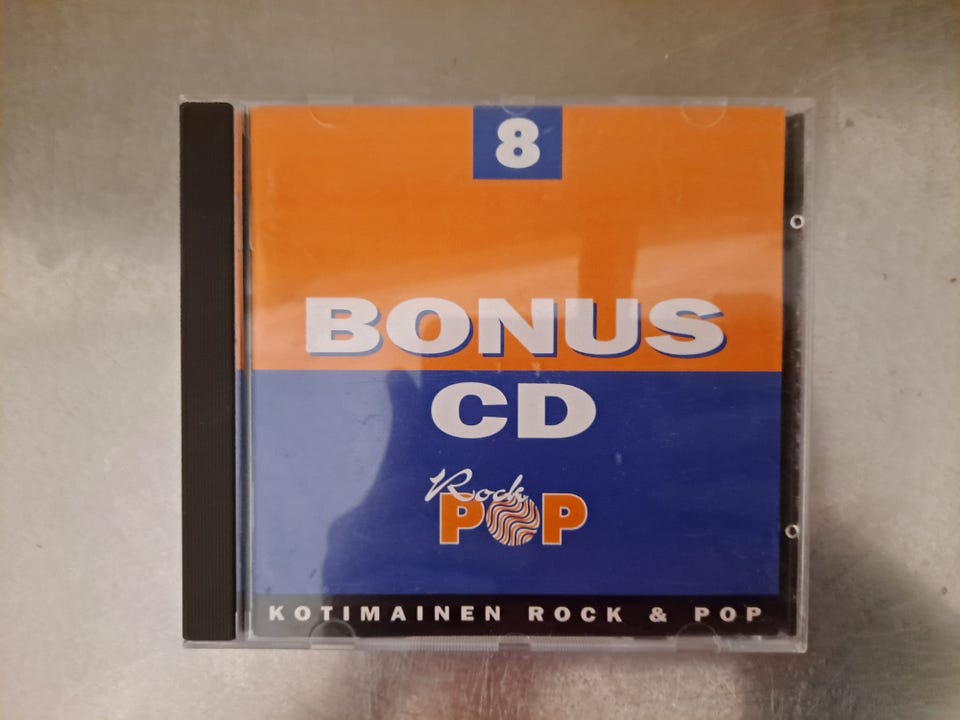 8
BONUS
CD
Rock
POP
KOTIMAINEN ROCK & POP